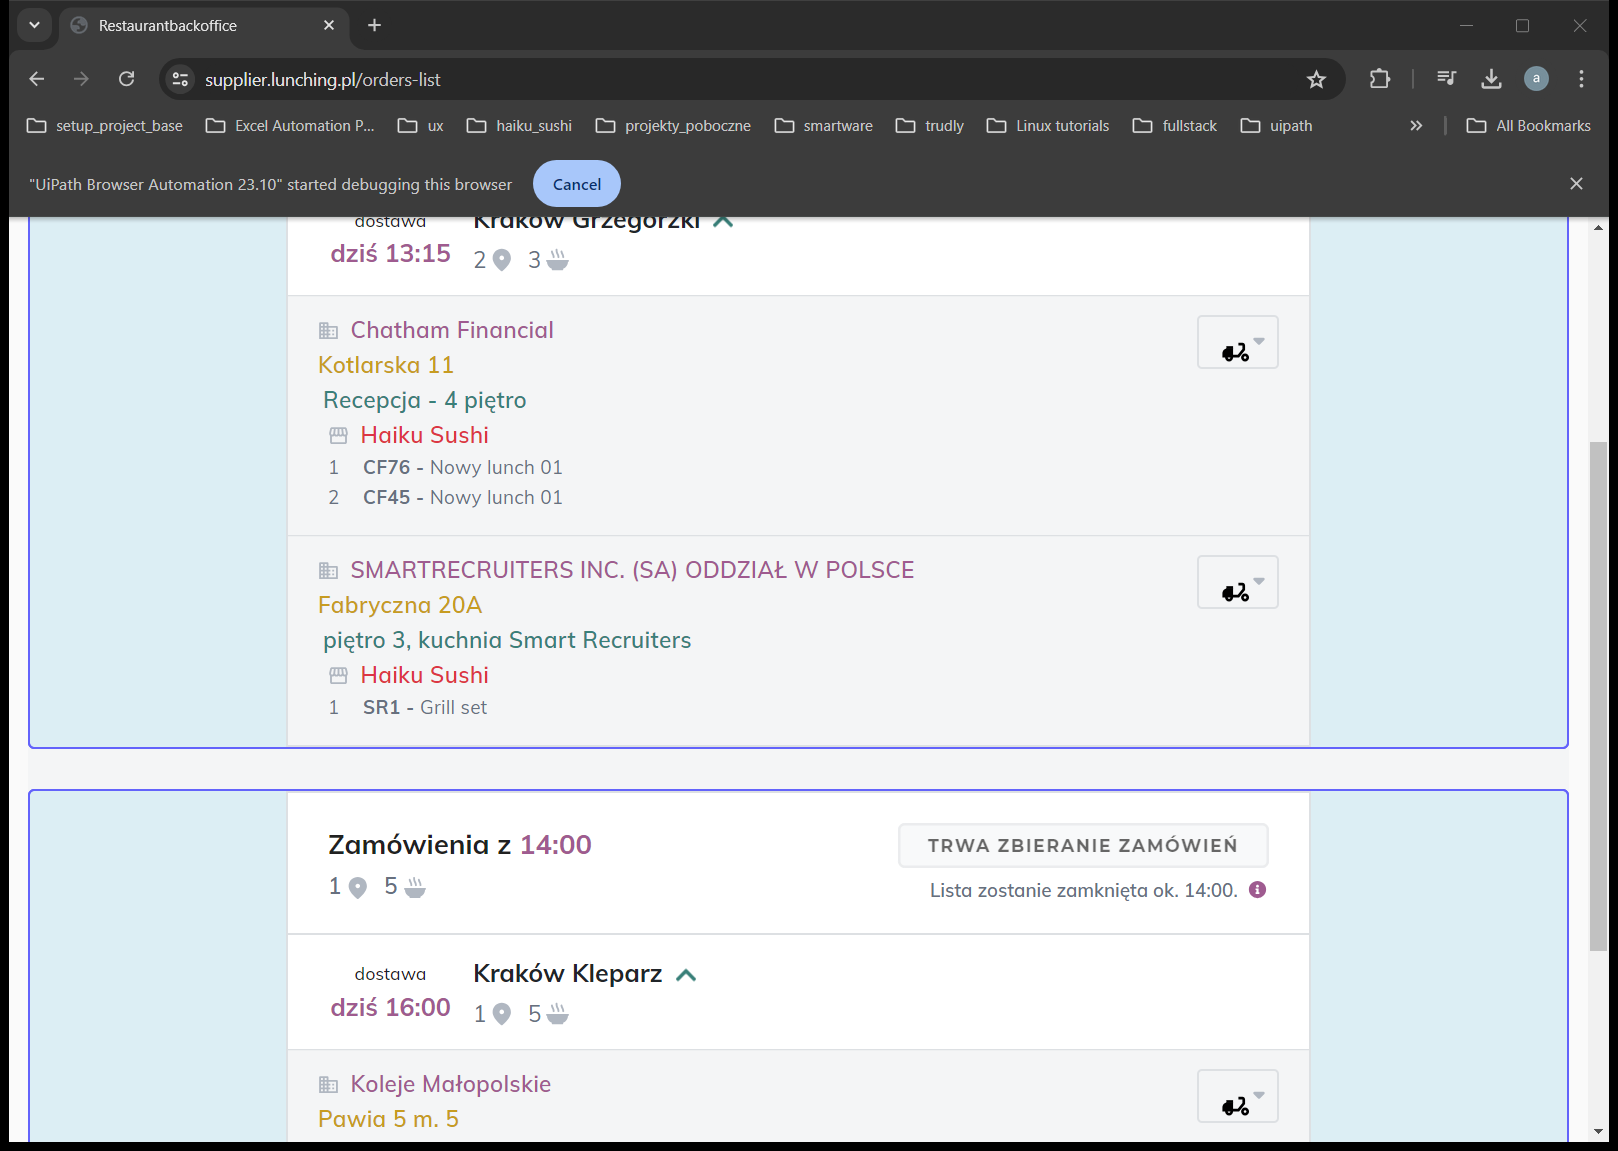 Restaurantbackoffice
supplier.lunching.pl/orders-list
a
setup_project_base
Excel Automation P...
ux
haiku_sushi
projekty_poboczne
smartware
trudly
Linux tutorials
fullstack
uipath
All Bookmarks
"UiPath Browser Automation 23.10" started debugging this browser
Cancel
dostawa
Kraków Grzegórzki
dziś 13:15
2
3
Chatham Financial
Kotlarska 11
Recepcja - 4 piętro
Haiku Sushi
1 CF76 - Nowy lunch 01
2 CF45 - Nowy lunch 01
SMARTRECRUITERS INC. (SA) ODDZIAŁ W POLSCE
Fabryczna 20A
piętro 3, kuchnia Smart Recruiters
Haiku Sushi
1 SR1 - Grill set
Zamówienia z 14:00
TRWA ZBIERANIE ZAMÓWIEŃ
1
5
Lista zostanie zamknięta ok. 14:00.
dostawa
Kraków Kleparz
dziś 16:00
1
5
Koleje Małopolskie
Pawia 5 m. 5